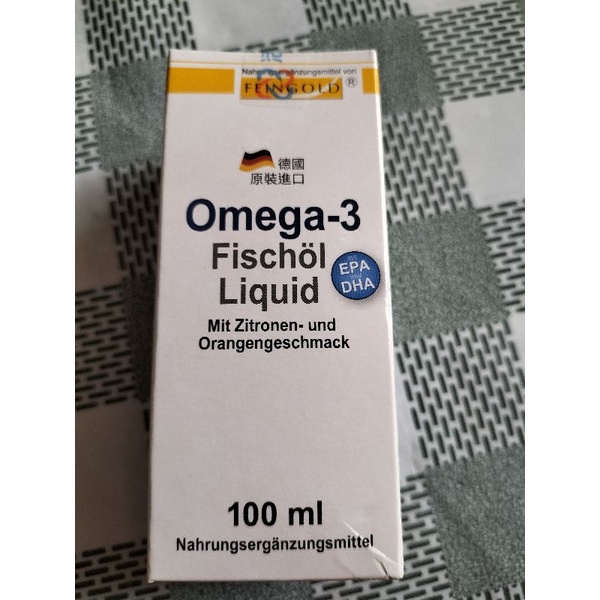 Nahrungsergänzungsmittel von
FEINGOLD®
德國
原裝進口
Omega-3
Fischöl
Liquid
EPA
DHA
Mit Zitronen- und
Orangengeschmack
100 ml
Nahrungsergänzungsmittel